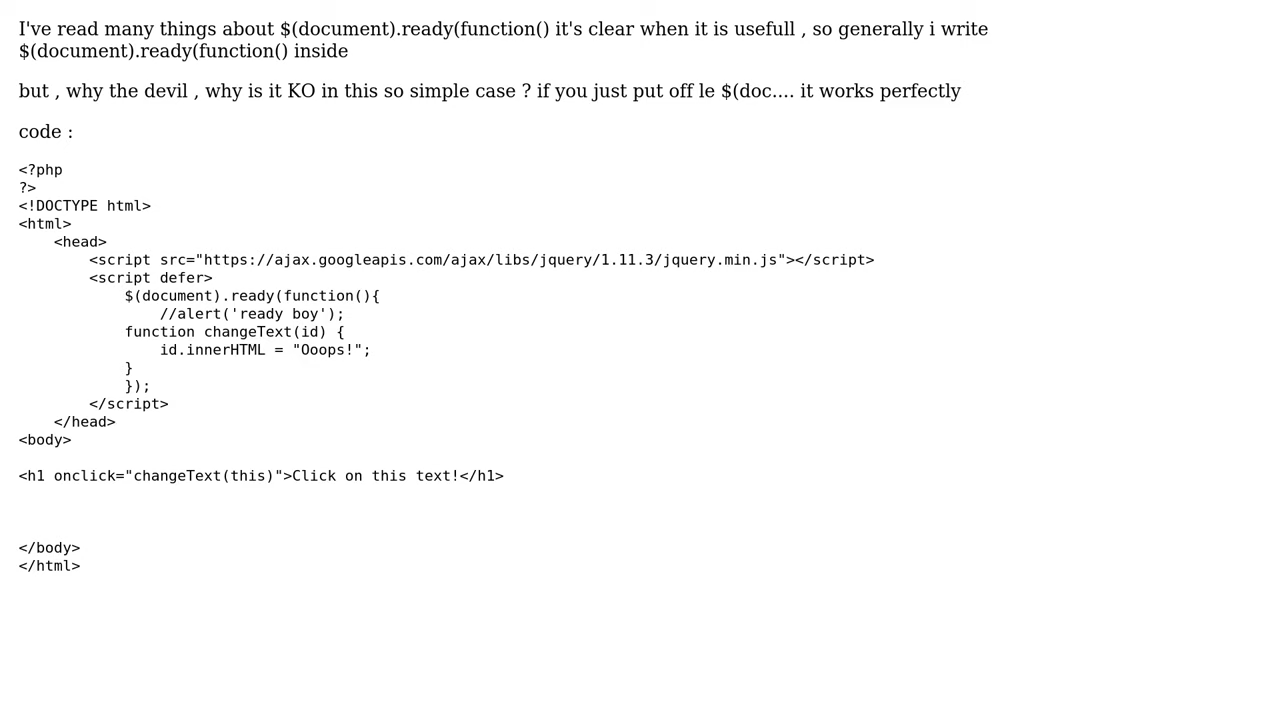 I've read many things about $(document).ready(function() it's clear when it is usefull , so generally i write
$(document).ready(function() inside
but , why the devil , why is it KO in this so simple case ? if you just put off le $(doc.... it works perfectly
code :
<?php
?>
<!DOCTYPE html>
<html>
    <head>
        <script src="https://ajax.googleapis.com/ajax/libs/jquery/1.11.3/jquery.min.js"></script>
        <script defer>
            $(document).ready(function(){
                //alert('ready boy');
            function changeText(id) {
                id.innerHTML = "Ooops!";
            }
            });
        </script>
    </head>
<body>
<h1 onclick="changeText(this)">Click on this text!</h1>
</body>
</html>